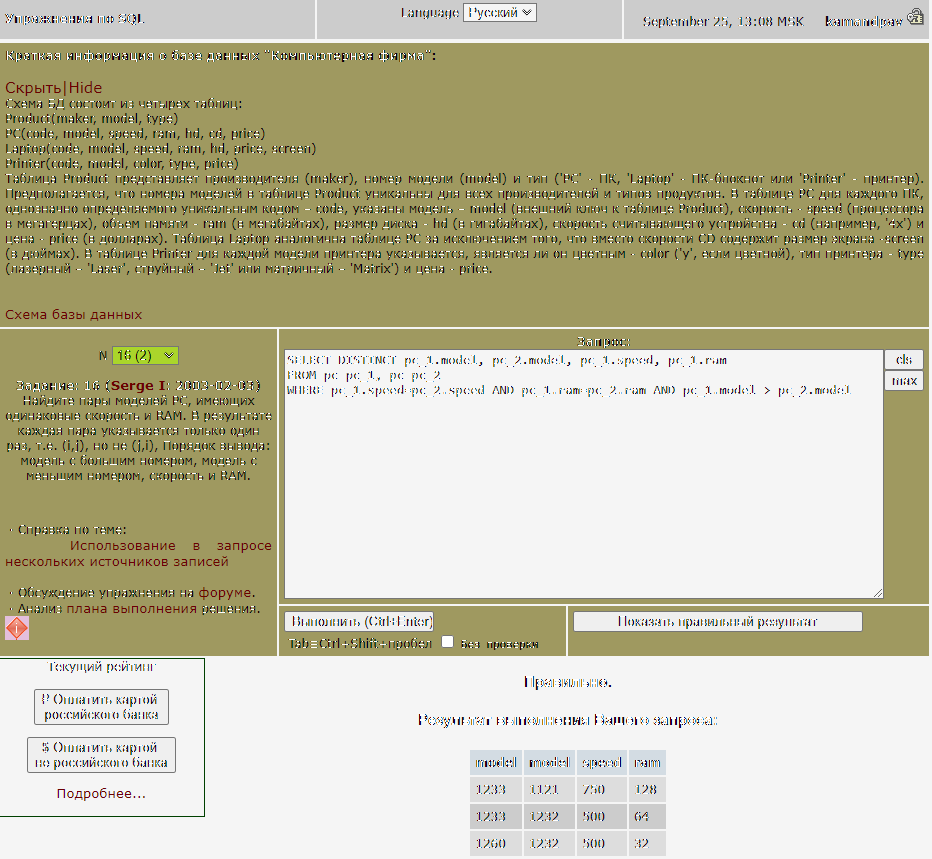 Упражнения по SQL
Language Русский
September 25, 13:08 MSK kamandpaw
Краткая информация о базе данных "Компьютерная фирма":
Скрыть|Hide
Схема БД состоит из четырех таблиц:
Product(maker, model, type)
PC(code, model, speed, ram, hd, cd, price)
Laptop(code, model, speed, ram, hd, price, screen)
Printer(code, model, color, type, price)
Таблица Product представляет производителя (maker), номер модели (model) и тип ('PC' - ПК, 'Laptop' - ПК-блокнот или 'Printer' - принтер).
Предполагается, что номера моделей в таблице Product уникальны для всех производителей и типов продуктов. В таблице PC для каждого ПК,
однозначно определяемого уникальным кодом – code, указаны модель – model (внешний ключ к таблице Product), скорость - speed (процессора
в мегагерцах), объем памяти - ram (в мегабайтах), размер диска - hd (в гигабайтах), скорость считывающего устройства - cd (например, '4x') и
цена - price (в долларах). Таблица Laptop аналогична таблице РС за исключением того, что вместо скорости CD содержит размер экрана -screen
(в дюймах). В таблице Printer для каждой модели принтера указывается, является ли он цветным - color ('y', если цветной), тип принтера - type
(лазерный – 'Laser', струйный – 'Jet' или матричный – 'Matrix') и цена - price.
Схема базы данных
N 16 (2)
Задание: 16 (Serge I: 2003-02-03)
Найдите пары моделей PC, имеющих
одинаковые скорость и RAM. В результате
каждая пара указывается только один
раз, т.е. (i,j), но не (j,i), Порядок вывода:
модель с большим номером, модель с
меньшим номером, скорость и RAM.
- Справка по теме:
Использование в запросе
нескольких источников записей
- Обсуждение упражнения на форуме.
- Анализ плана выполнения решения.
Запрос:
SELECT DISTINCT pc_1.model, pc_2.model, pc_1.speed, pc_1.ram
FROM pc pc_1, pc pc_2
WHERE pc_1.speed=pc_2.speed AND pc_1.ram=pc_2.ram AND pc_1.model > pc_2.model
cls
max
Выполнить (Ctrl+Enter)
Tab=Ctrl+Shift+пробел без проверки
Показать правильный результат
Текущий рейтинг
₽ Оплатить картой
российского банка
$ Оплатить картой
не российского банка
Подробнее...
Правильно.
Результат выполнения Вашего запроса:
model model speed ram
1233 1121 750 128
1233 1232 500 64
1260 1232 500 32